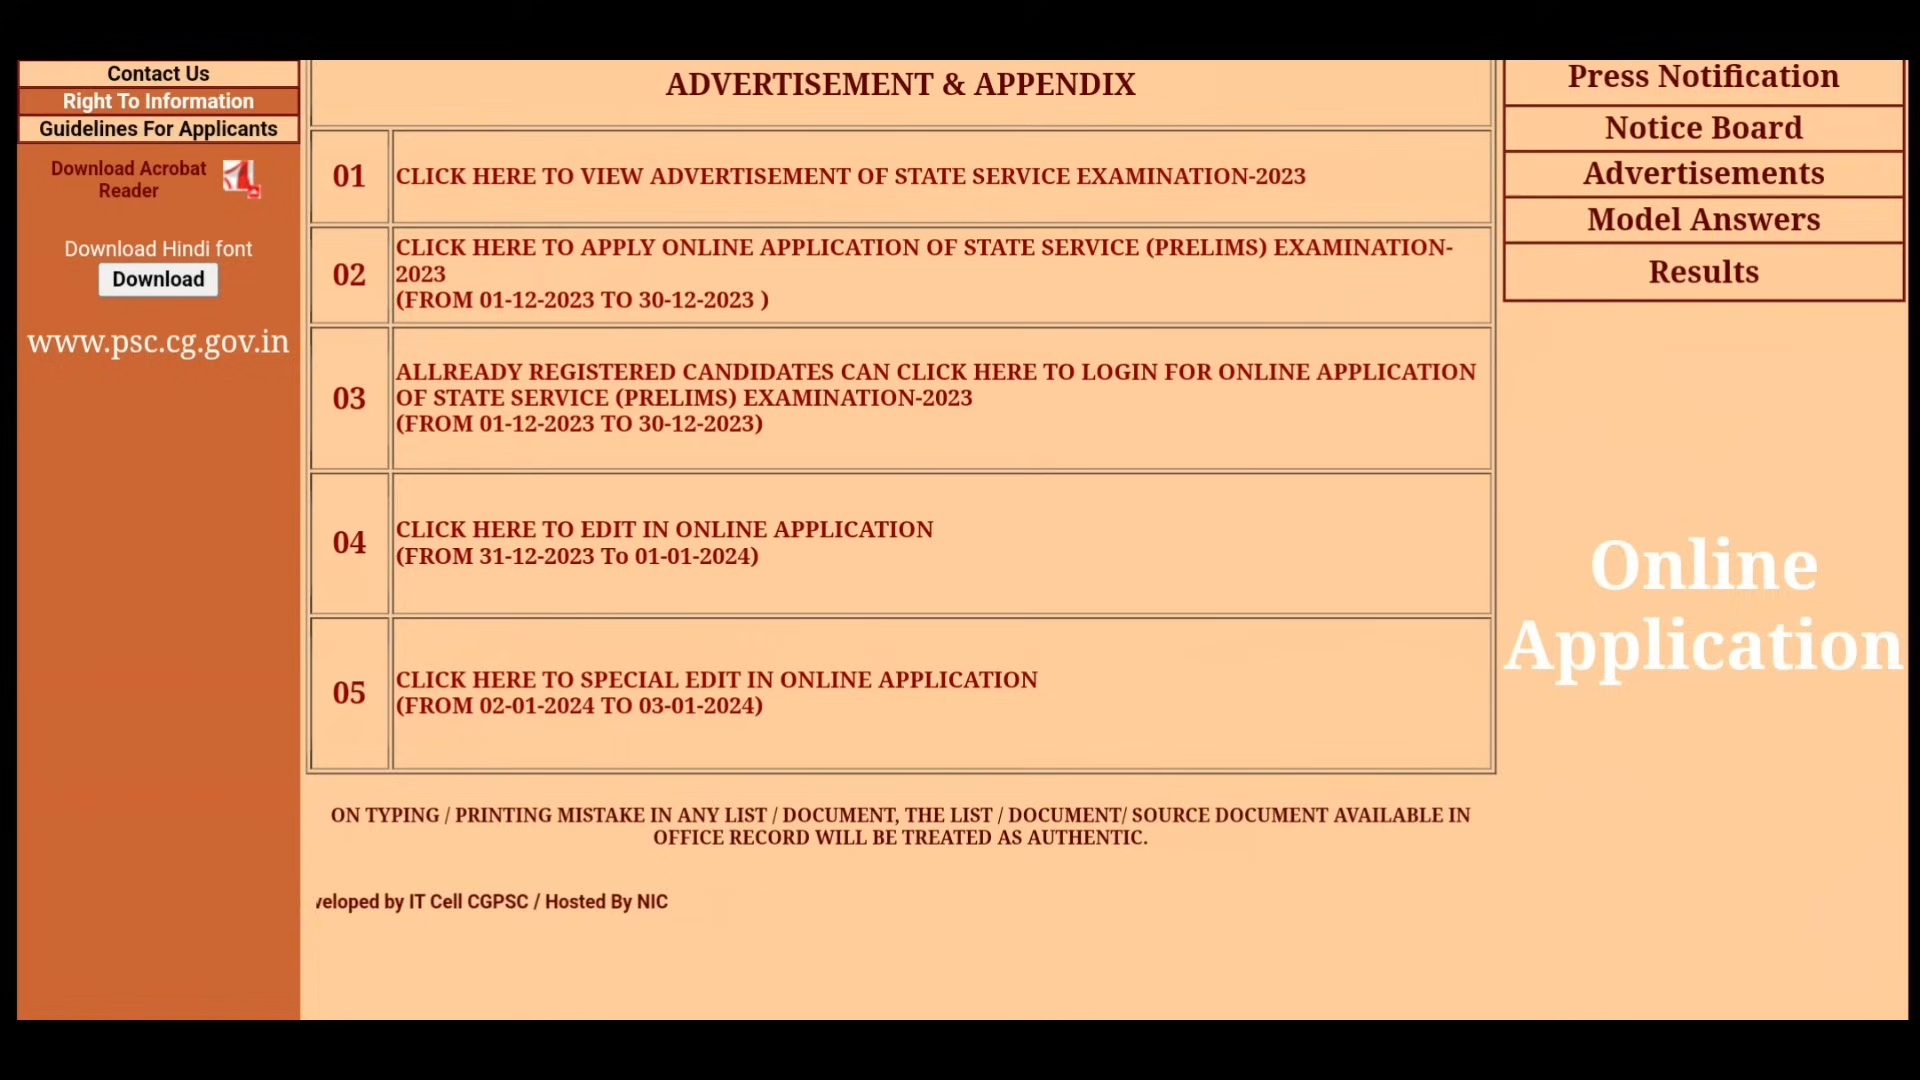 Contact Us
Right To Information
Guidelines For Applicants
Download Acrobat
Reader
Download Hindi font
Download
www.psc.cg.gov.in
ADVERTISEMENT & APPENDIX
01
CLICK HERE TO VIEW ADVERTISEMENT OF STATE SERVICE EXAMINATION-2023
02
CLICK HERE TO APPLY ONLINE APPLICATION OF STATE SERVICE (PRELIMS) EXAMINATION-
2023
(FROM 01-12-2023 TO 30-12-2023 )
03
ALLREADY REGISTERED CANDIDATES CAN CLICK HERE TO LOGIN FOR ONLINE APPLICATION
OF STATE SERVICE (PRELIMS) EXAMINATION-2023
(FROM 01-12-2023 TO 30-12-2023)
04
CLICK HERE TO EDIT IN ONLINE APPLICATION
(FROM 31-12-2023 To 01-01-2024)
05
CLICK HERE TO SPECIAL EDIT IN ONLINE APPLICATION
(FROM 02-01-2024 TO 03-01-2024)
ON TYPING / PRINTING MISTAKE IN ANY LIST / DOCUMENT, THE LIST / DOCUMENT/ SOURCE DOCUMENT AVAILABLE IN
OFFICE RECORD WILL BE TREATED AS AUTHENTIC.
veloped by IT Cell CGPSC / Hosted By NIC
Press Notification
Notice Board
Advertisements
Model Answers
Results
Online
Application